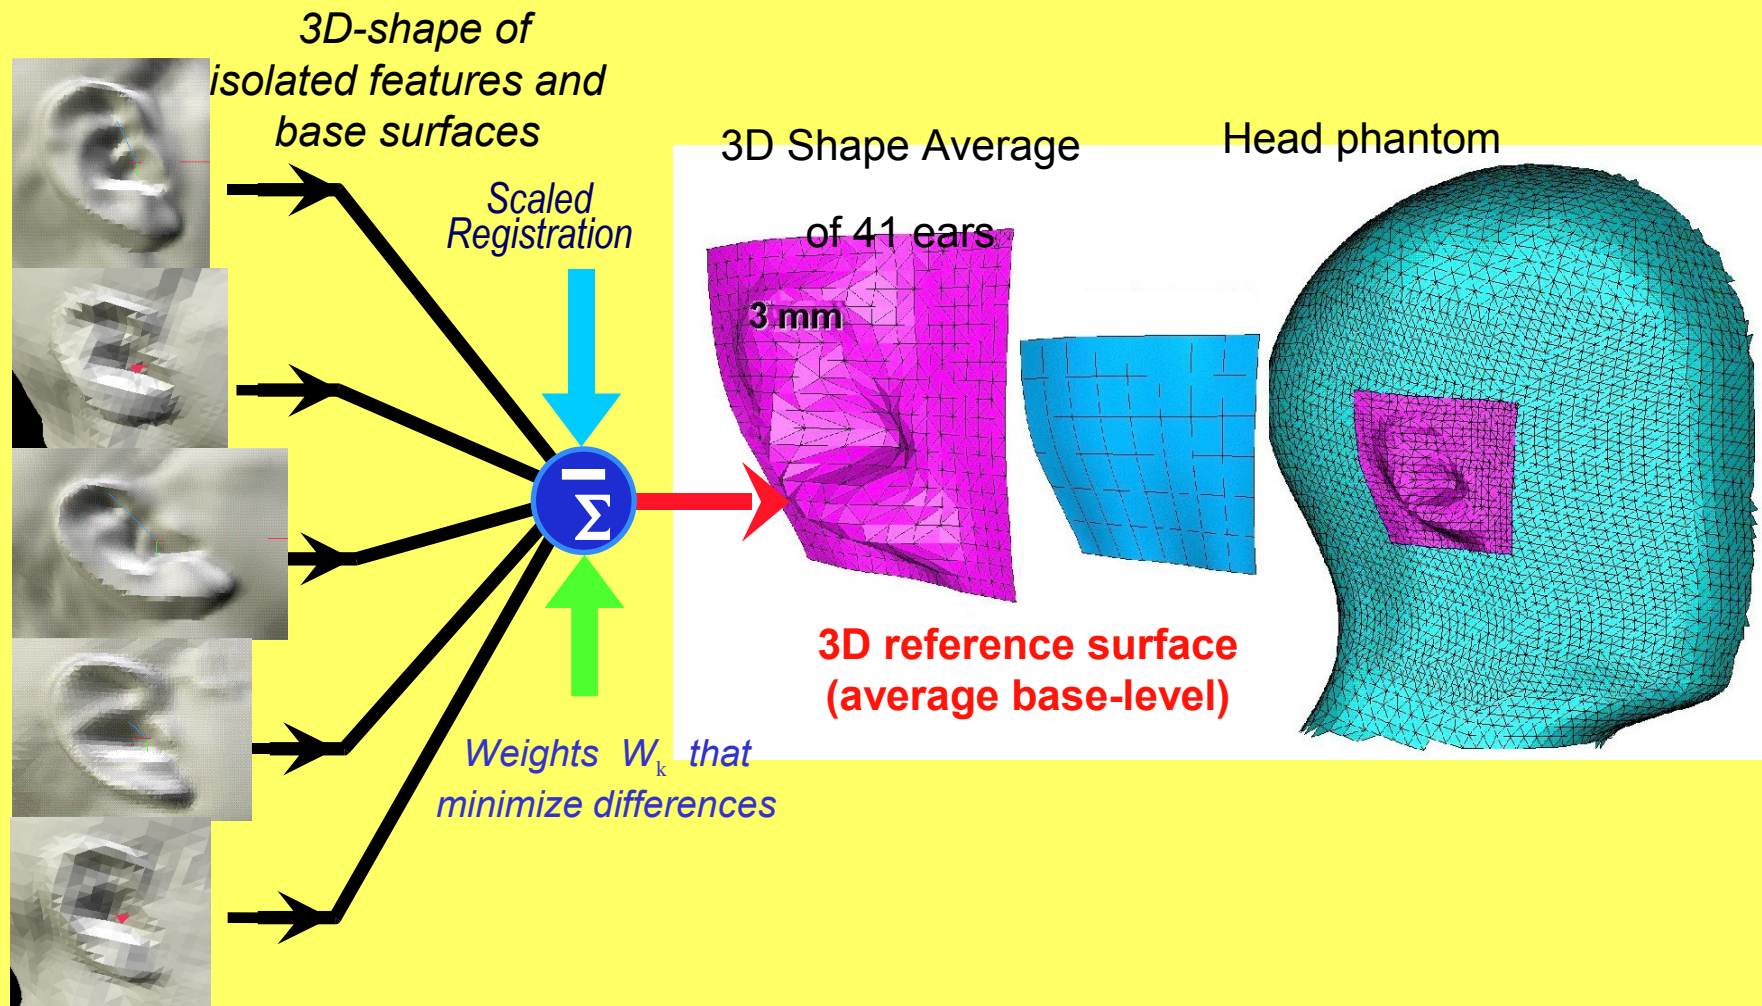 3D-shape of
isolated features and
base surfaces
Scaled
Registration
3D Shape Average
of 41 ears
Head phantom
3 mm
Σ
3D reference surface
(average base-level)
Weights Wk that
minimize differences